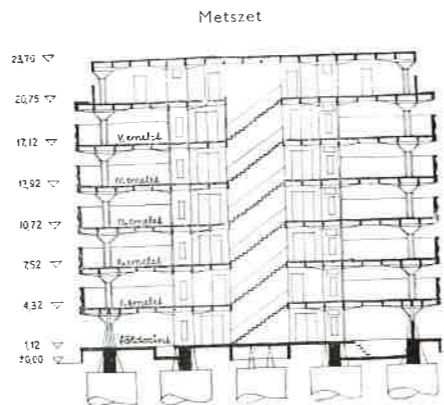 Metszet
23,76
20,75
17,12
V. emelet
13,92
IV. emelet
10,72
III. emelet
7,52
II. emelet
4,32
I. emelet
földszint
1,12
±0,00